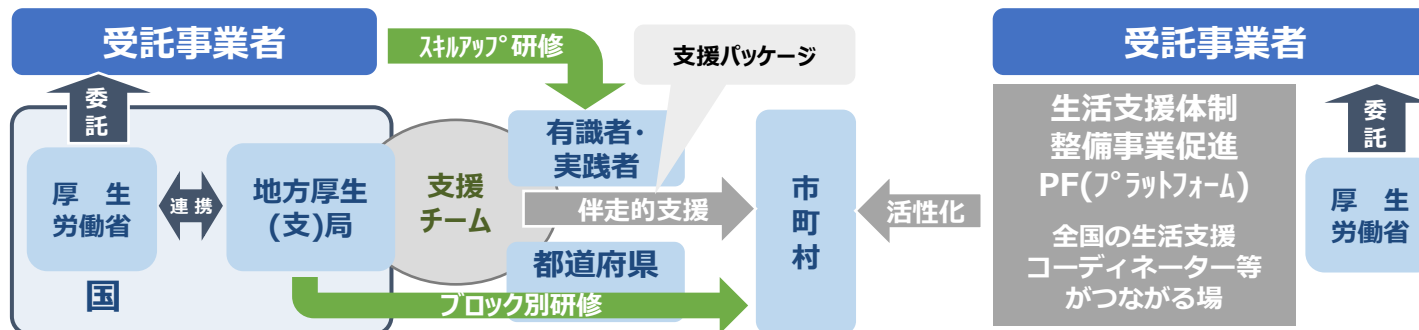 受託事業者
スキルアップ研修
支援パッケージ
委
託
厚　生
労働省
連携
地方厚生
(支)局
国
支援
チーム
有識者・
実践者
伴走的支援
都道府県
ブロック別研修
市
町
村
活性化
受託事業者
生活支援体制
整備事業促進
PF(プラットフォーム)
全国の生活支援
コーディネーター等
がつながる場
委
託
厚　生
労働省